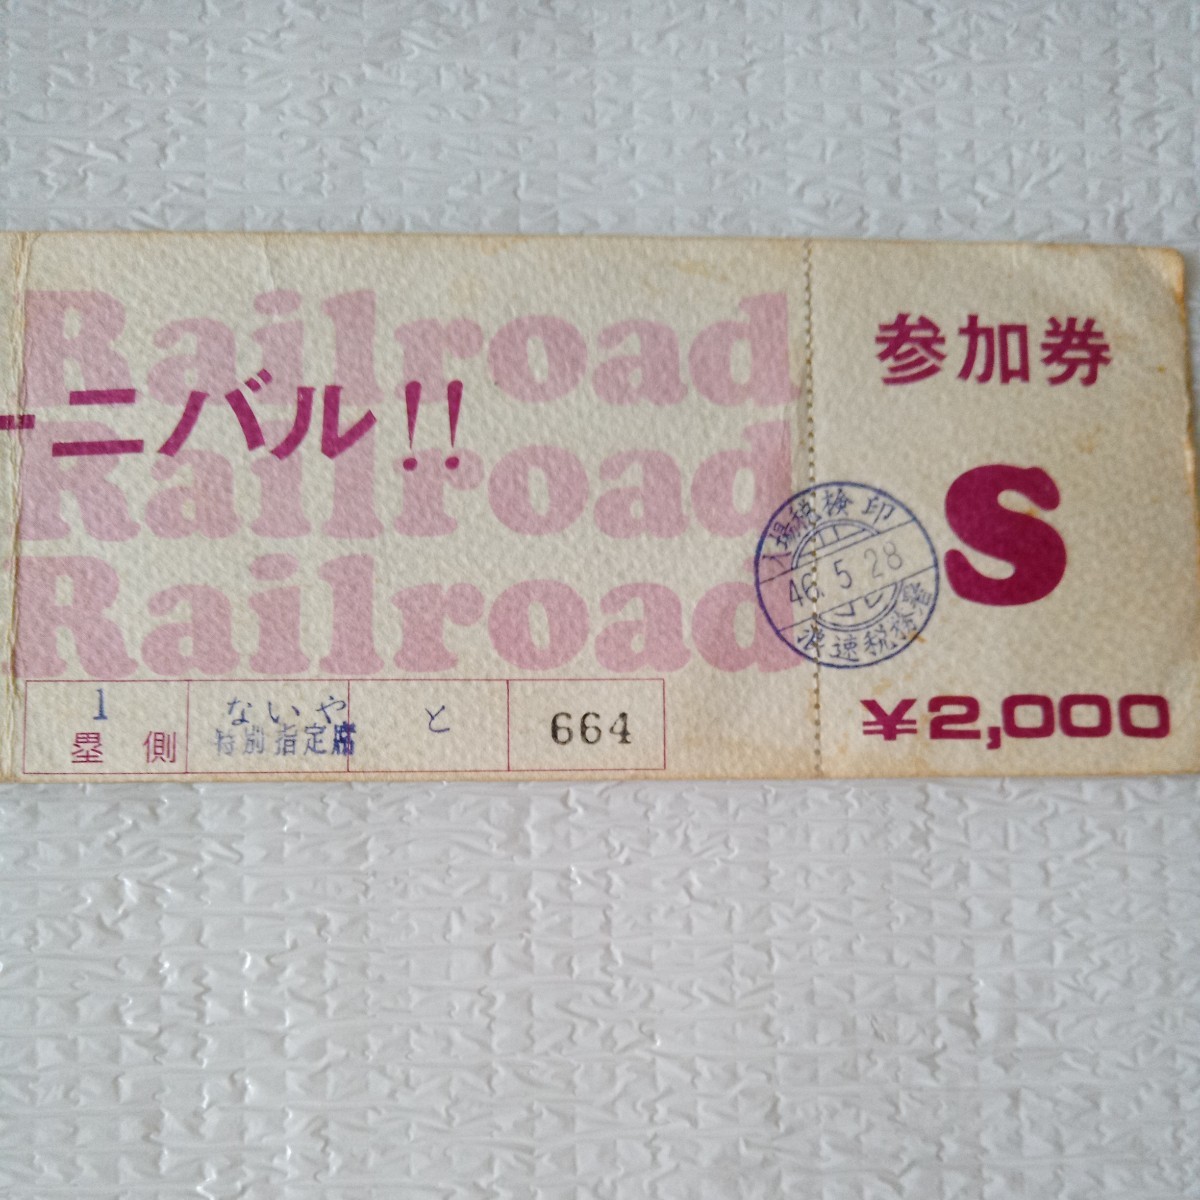 Railroad
ーニバル!!
Railroad
Railroad
1
塁側
ないや
特別指定席
と
664
参加券
S
¥2,000
入場税検印
46.5.28
浪速税務署